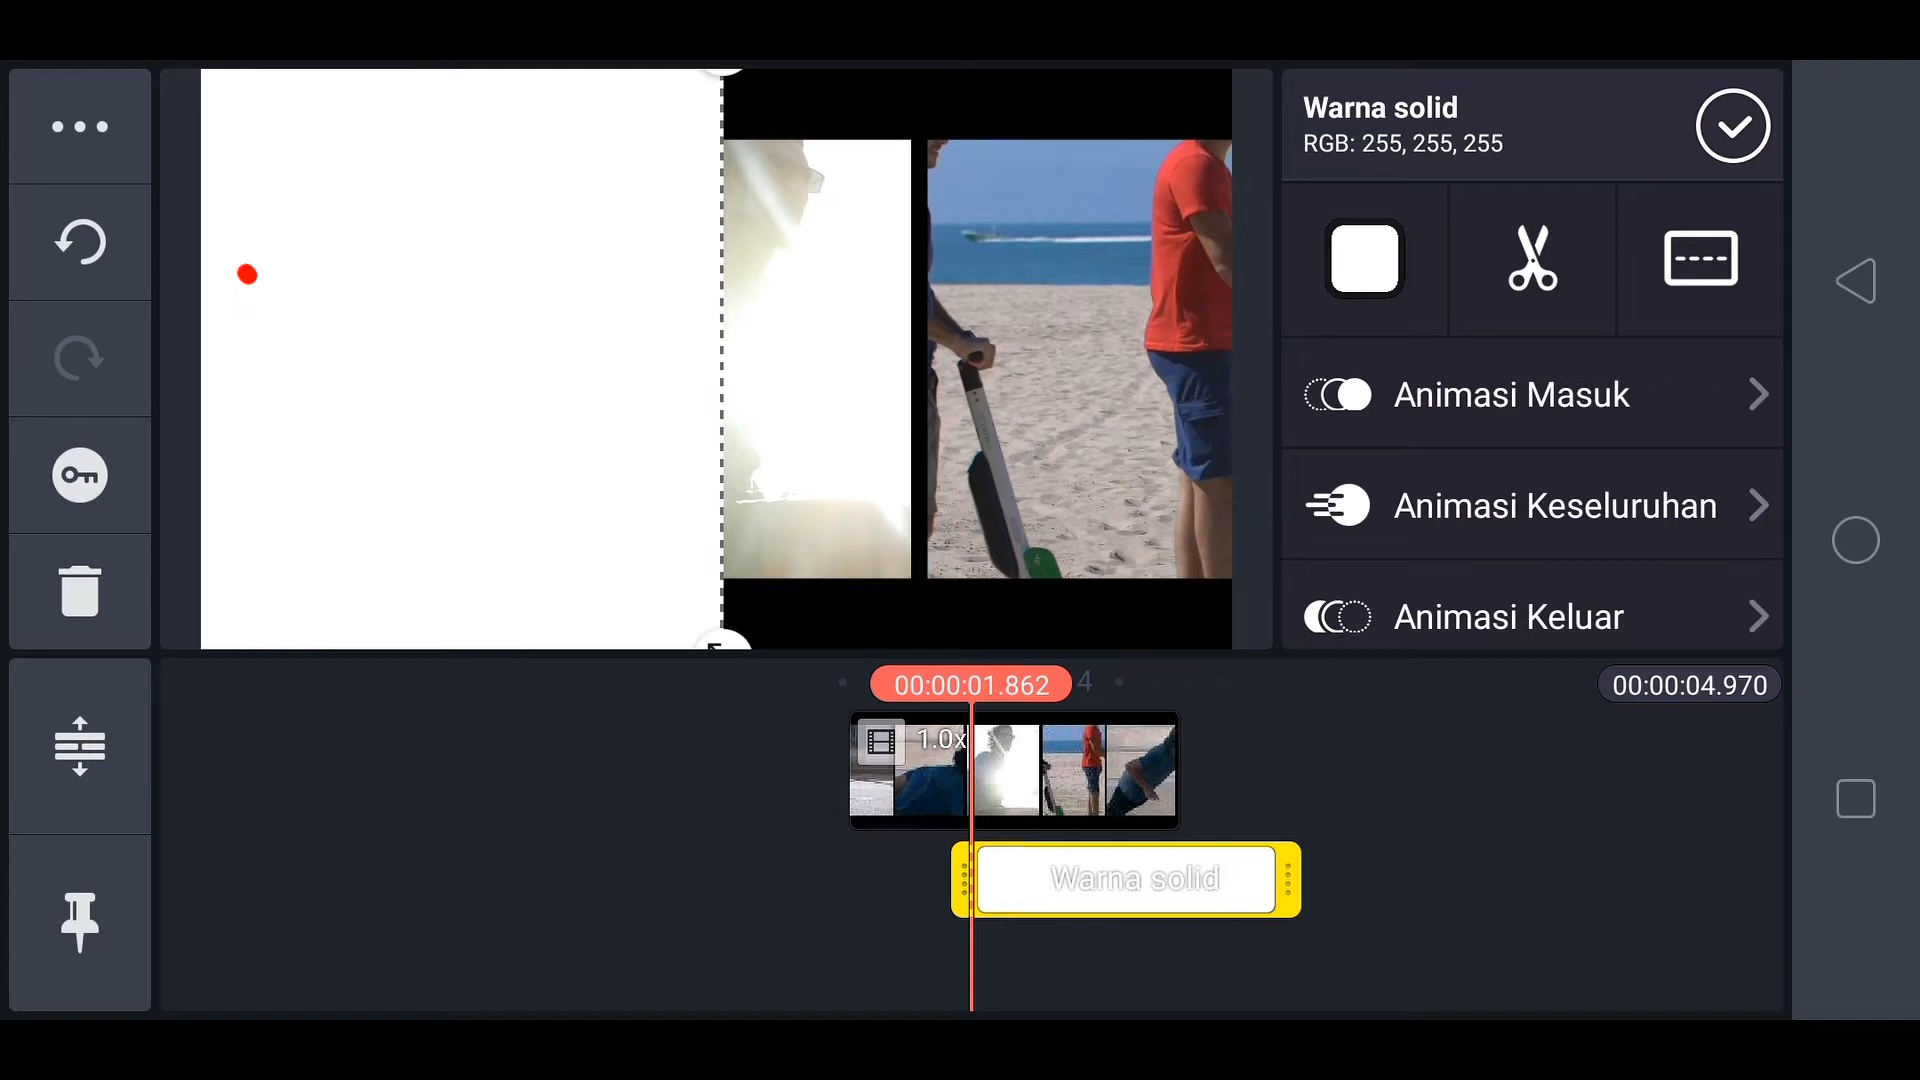 Warna solid
RGB: 255, 255, 255
Animasi Masuk
Animasi Keseluruhan
Animasi Keluar
00:00:01.862
4
00:00:04.970
1.0x
Warna solid